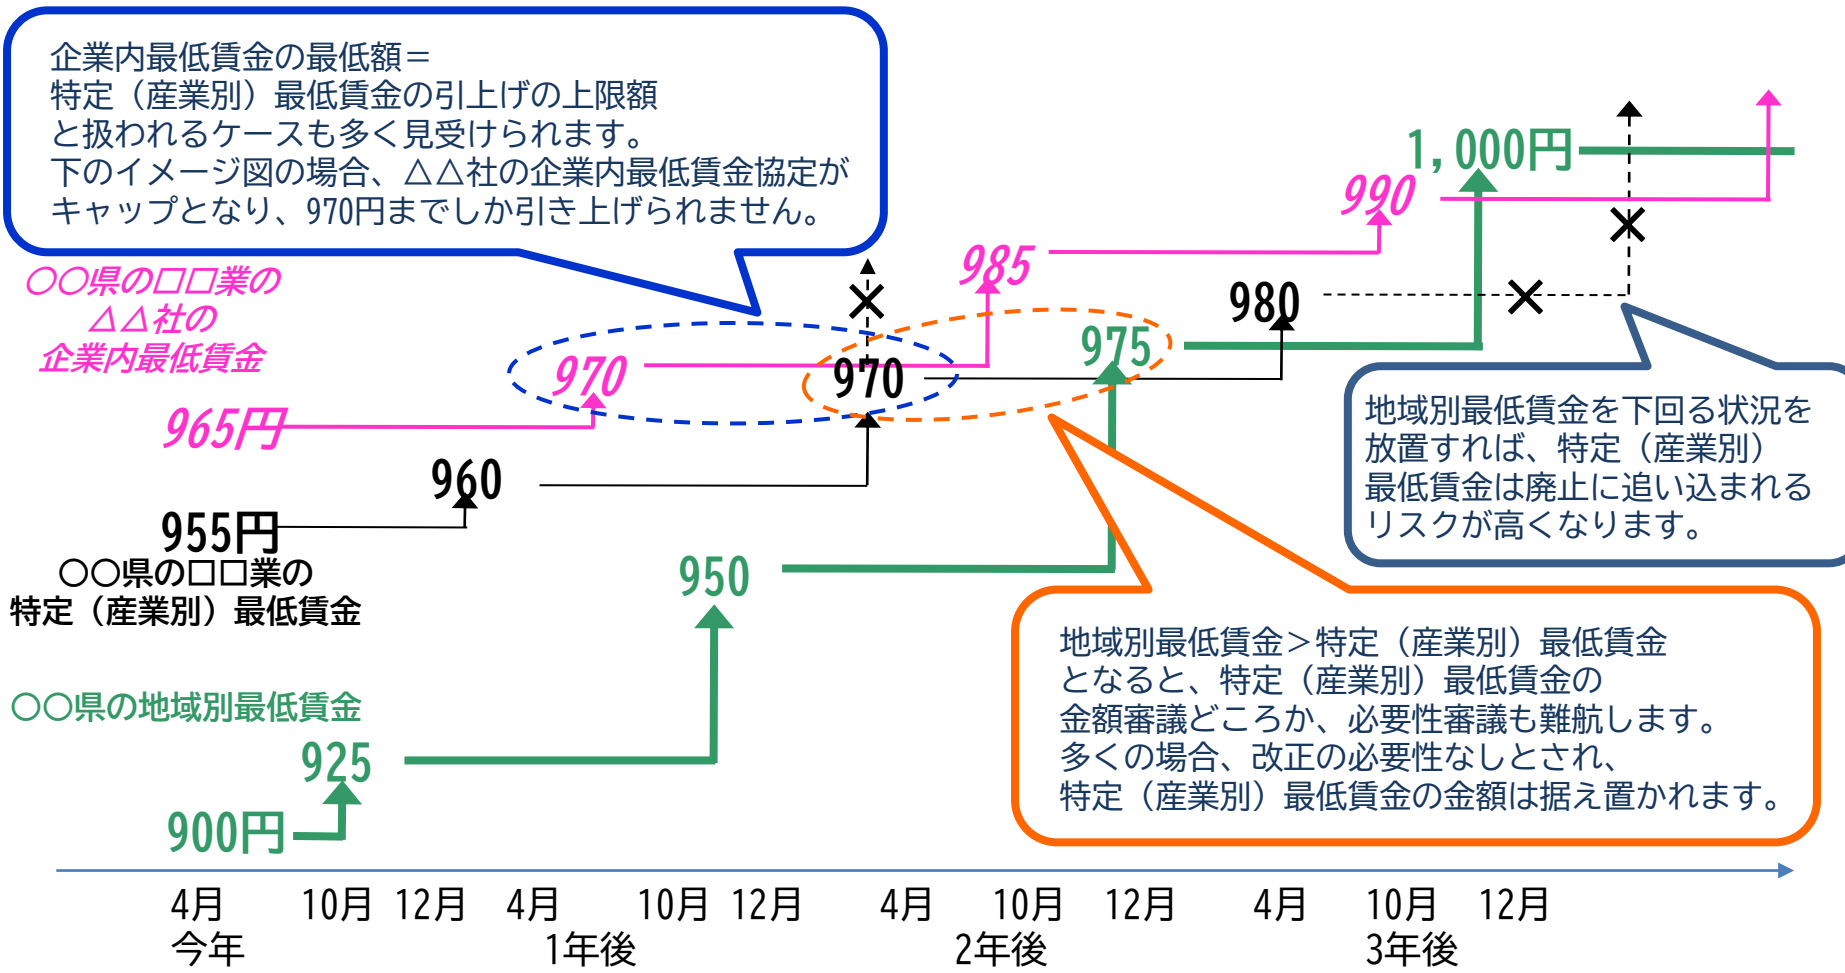 企業内最低賃金の最低額＝
特定（産業別）最低賃金の引上げの上限額
と扱われるケースも多く見受けられます。
下のイメージ図の場合、△△社の企業内最低賃金協定が
キャップとなり、970円までしか引き上げられません。
1,000円
990
985
980
〇〇県の□□業の
△△社の
企業内最低賃金
975
970
970
965円
地域別最低賃金を下回る状況を
放置すれば、特定（産業別）
最低賃金は廃止に追い込まれる
リスクが高くなります。
960
955円
〇〇県の□□業の
特定（産業別）最低賃金
950
地域別最低賃金＞特定（産業別）最低賃金
となると、特定（産業別）最低賃金の
金額審議どころか、必要性審議も難航します。
多くの場合、改正の必要性なしとされ、
特定（産業別）最低賃金の金額は据え置かれます。
〇〇県の地域別最低賃金
925
900円
4月 10月 12月 4月 10月 12月 4月 10月 12月 4月 10月 12月
今年 1年後 2年後 3年後